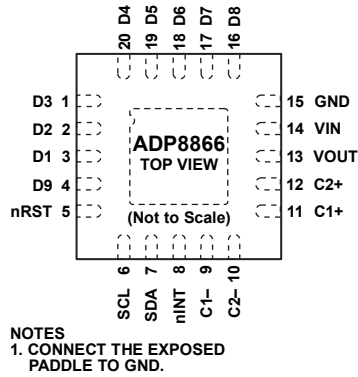 20 D4
19 D5
18 D6
17 D7
16 D8
D3 1
D2 2
D1 3
D9 4
nRST 5
ADP8866
TOP VIEW
(Not to Scale)
15 GND
14 VIN
13 VOUT
12 C2+
11 C1+
SCL 6
SDA 7
nINT 8
C1– 9
C2– 10
NOTES
1. CONNECT THE EXPOSED
PADDLE TO GND.